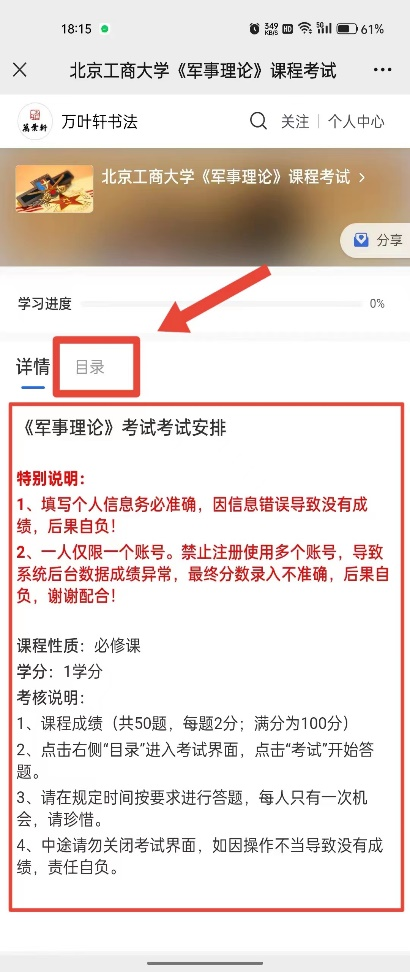 18:15
349
KB/S
HD
5G
61%
北京工商大学《军事理论》课程考试
萬業軒
万叶轩书法
关注
个人中心
北京工商大学《军事理论》课程考试 >
分享
学习进度
0%
详情
目录
《军事理论》考试考试安排
特别说明：
1、填写个人信息务必准确，因信息错误导致没有成
绩，后果自负！
2、一人仅限一个账号。禁止注册使用多个账号，导致
系统后台数据成绩异常，最终分数录入不准确，后果自
负，谢谢配合！
课程性质：必修课
学分：1学分
考核说明：
1、课程成绩（共50题，每题2分；满分为100分）
2、点击右侧“目录”进入考试界面，点击“考试”开始答
题。
3、请在规定时间按要求进行答题，每人只有一次机
会，请珍惜。
4、中途请勿关闭考试界面，如因操作不当导致没有成
绩，责任自负。